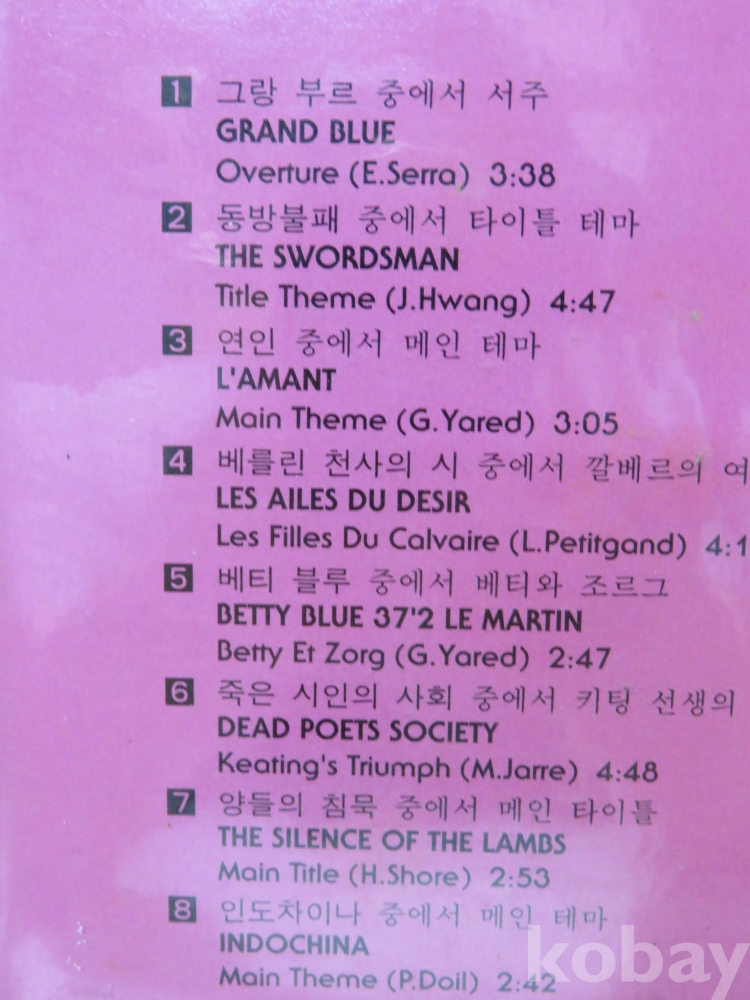 1 그랑 부르 중에서 서주
GRAND BLUE
Overture (E.Serra) 3:38
2 동방불패 중에서 타이틀 테마
THE SWORDSMAN
Title Theme (J.Hwang) 4:47
3 연인 중에서 메인 테마
L'AMANT
Main Theme (G.Yared) 3:05
4 베를린 천사의 시 중에서 깔베르의 여
LES AILES DU DESIR
Les Filles Du Calvaire (L.Petitgand) 4:1
5 베티 블루 중에서 베티와 조르그
BETTY BLUE 37'2 LE MARTIN
Betty Et Zorg (G.Yared) 2:47
6 죽은 시인의 사회 중에서 키팅 선생의
DEAD POETS SOCIETY
Keating's Triumph (M.Jarre) 4:48
7 양들의 침묵 중에서 메인 타이틀
THE SILENCE OF THE LAMBS
Main Title (H.Shore) 2:53
8 인도차이나 중에서 메인 테마
INDOCHINA
Main Theme (P.Doil) 2:42
kobay